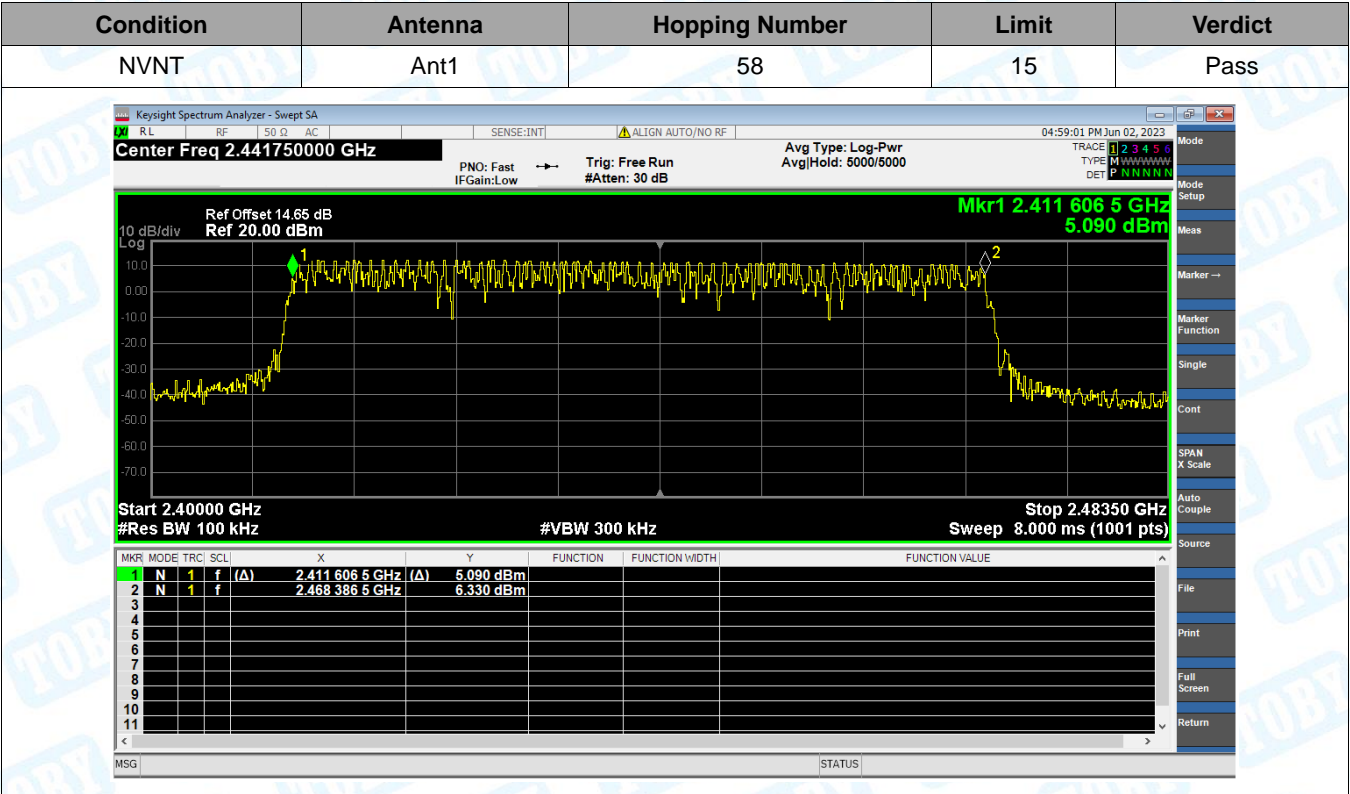 Condition Antenna Hopping Number Limit Verdict
NVNT Ant1 58 15 Pass
Keysight Spectrum Analyzer - Swept SA
LXI RL RF 50 Ω AC SENSE:INT ALIGN AUTO/NO RF 04:59:01 PM Jun 02, 2023
Center Freq 2.441750000 GHz
PNO: Fast
IFGain:Low
Trig: Free Run
#Atten: 30 dB
Avg Type: Log-Pwr
Avg|Hold: 5000/5000
TRACE 1 2 3 4 5 6
TYPE M WWWWW
DET P N N N N N
Mkr1 2.411 606 5 GHz
5.090 dBm
Ref Offset 14.65 dB
10 dB/div Ref 20.00 dBm
Log
1
2
10.0
0.00
-10.0
-20.0
-30.0
-40.0
-50.0
-60.0
-70.0
Start 2.40000 GHz Stop 2.48350 GHz
#Res BW 100 kHz #VBW 300 kHz Sweep 8.000 ms (1001 pts)
MKR MODE TRC SCL X Y FUNCTION FUNCTION WIDTH FUNCTION VALUE
1 N 1 f (Δ) 2.411 606 5 GHz (Δ) 5.090 dBm
2 N 1 f 2.468 386 5 GHz 6.330 dBm
3
4
5
6
7
8
9
10
11
MSG STATUS
Mode
Mode
Setup
Meas
Marker →
Marker
Function
Single
Cont
SPAN
X Scale
Auto
Couple
Source
File
Print
Full
Screen
Return
TOBY